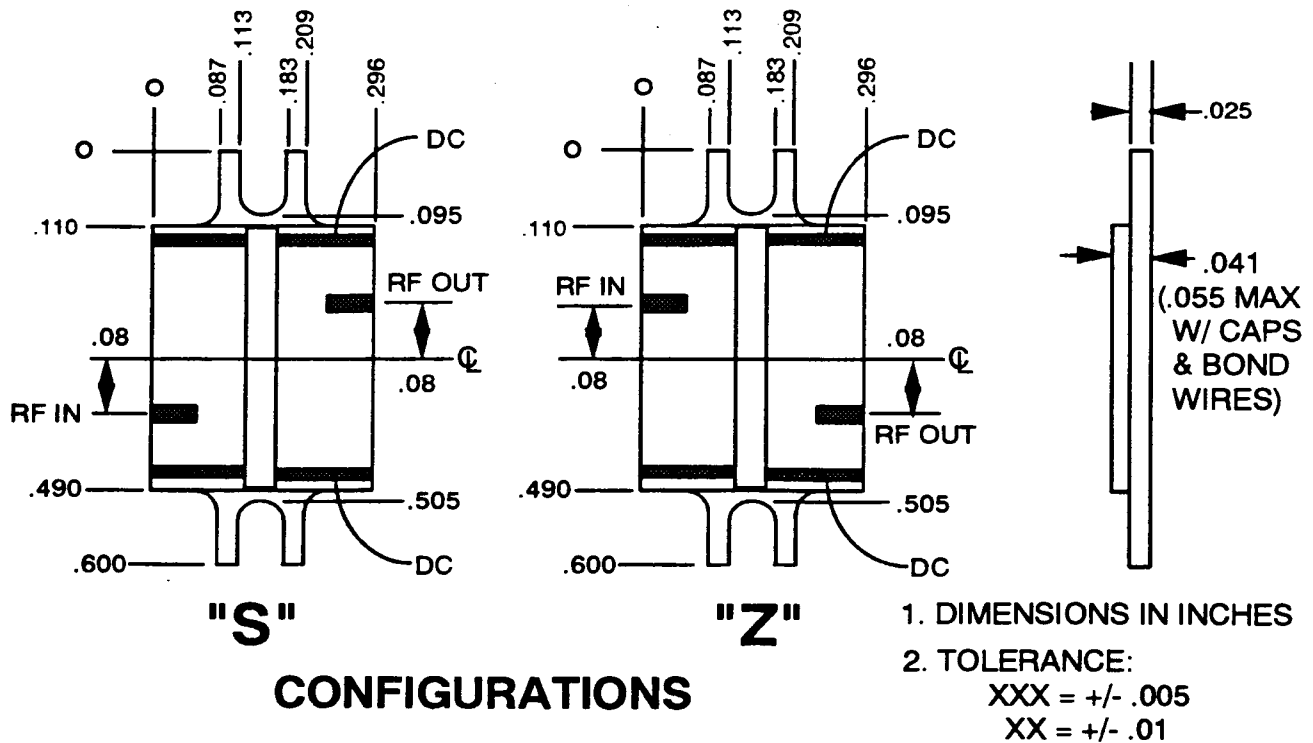 O
.087
.113
.183
.209
.296
O
DC
.110
.095
RF OUT
.08
.08
℄
RF IN
.490
.505
.600
DC
"S"
O
.087
.113
.183
.209
.296
O
DC
.110
.095
RF IN
.08
.08
℄
RF OUT
.490
.505
.600
DC
"Z"
CONFIGURATIONS
.025
.041
(.055 MAX
W/ CAPS
& BOND
WIRES)
1. DIMENSIONS IN INCHES
2. TOLERANCE:
XXX = +/- .005
XX = +/- .01